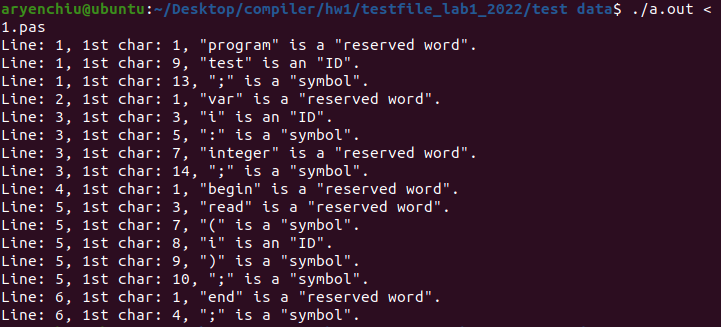 aryenchiu@ubuntu:~/Desktop/compiler/hw1/testfile_lab1_2022/test data$ ./a.out <
1.pas
Line: 1, 1st char: 1, "program" is a "reserved word".
Line: 1, 1st char: 9, "test" is an "ID".
Line: 1, 1st char: 13, ";" is a "symbol".
Line: 2, 1st char: 1, "var" is a "reserved word".
Line: 3, 1st char: 3, "i" is an "ID".
Line: 3, 1st char: 5, ":" is a "symbol".
Line: 3, 1st char: 7, "integer" is a "reserved word".
Line: 3, 1st char: 14, ";" is a "symbol".
Line: 4, 1st char: 1, "begin" is a "reserved word".
Line: 5, 1st char: 3, "read" is a "reserved word".
Line: 5, 1st char: 7, "(" is a "symbol".
Line: 5, 1st char: 8, "i" is an "ID".
Line: 5, 1st char: 9, ")" is a "symbol".
Line: 5, 1st char: 10, ";" is a "symbol".
Line: 6, 1st char: 1, "end" is a "reserved word".
Line: 6, 1st char: 4, ";" is a "symbol".